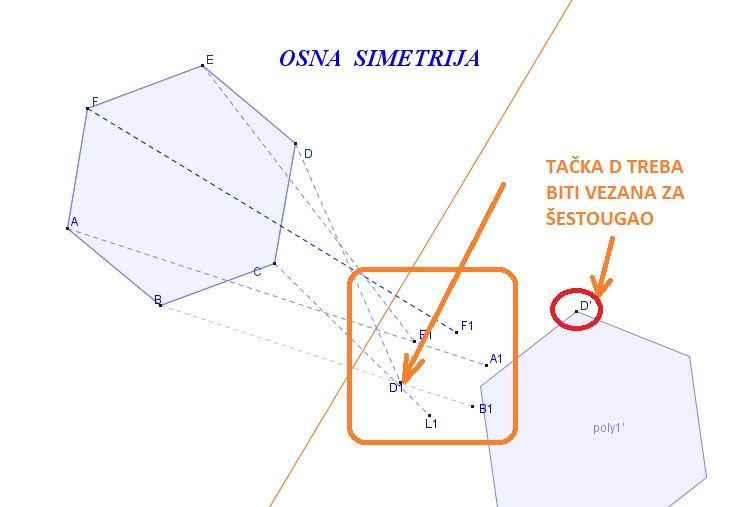 OSNA SIMETRIJA
E
F
D
TAČKA D TREBA
BITI VEZANA ZA
ŠESTOUGAO
A
C
B
D'
F1
E1
A1
D1
B1
L1
poly1'